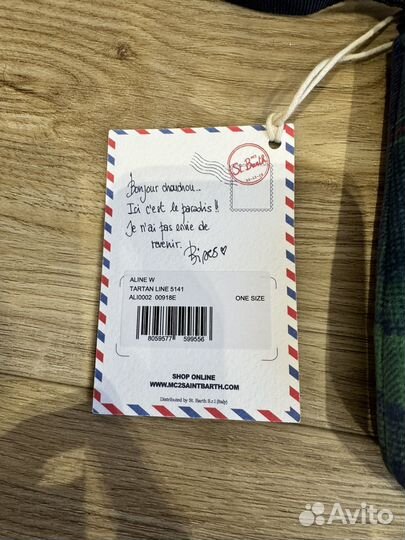 St. Barth
Bonjour chouchou...
Ici c'est le paradis!!
Je n'ai pas envie de
revenir.
ALINE W
TARTAN LINE 5141
ALI0002 00918E
ONE SIZE
8059577 599556
SHOP ONLINE
WWW.MC2SAINTBARTH.COM
Distributed by St. Barth S.r.l (Italy)
Avito